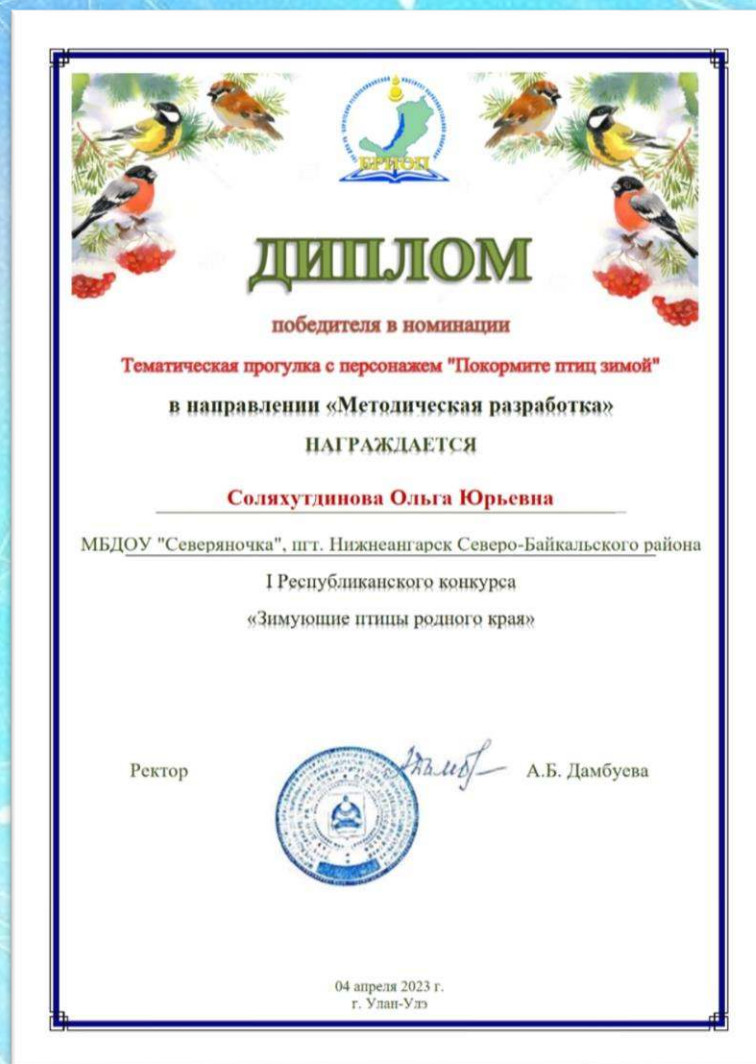 БРИОП
ДИПЛОМ
победителя в номинации
Тематическая прогулка с персонажем "Покормите птиц зимой"
в направлении «Методическая разработка»
НАГРАЖДАЕТСЯ
Соляхутдинова Ольга Юрьевна
МБДОУ "Северяночка", пгт. Нижнеангарск Северо-Байкальского района
I Республиканского конкурса
«Зимующие птицы родного края»
Ректор
А.Б. Дамбуева
04 апреля 2023 г.
г. Улан-Удэ